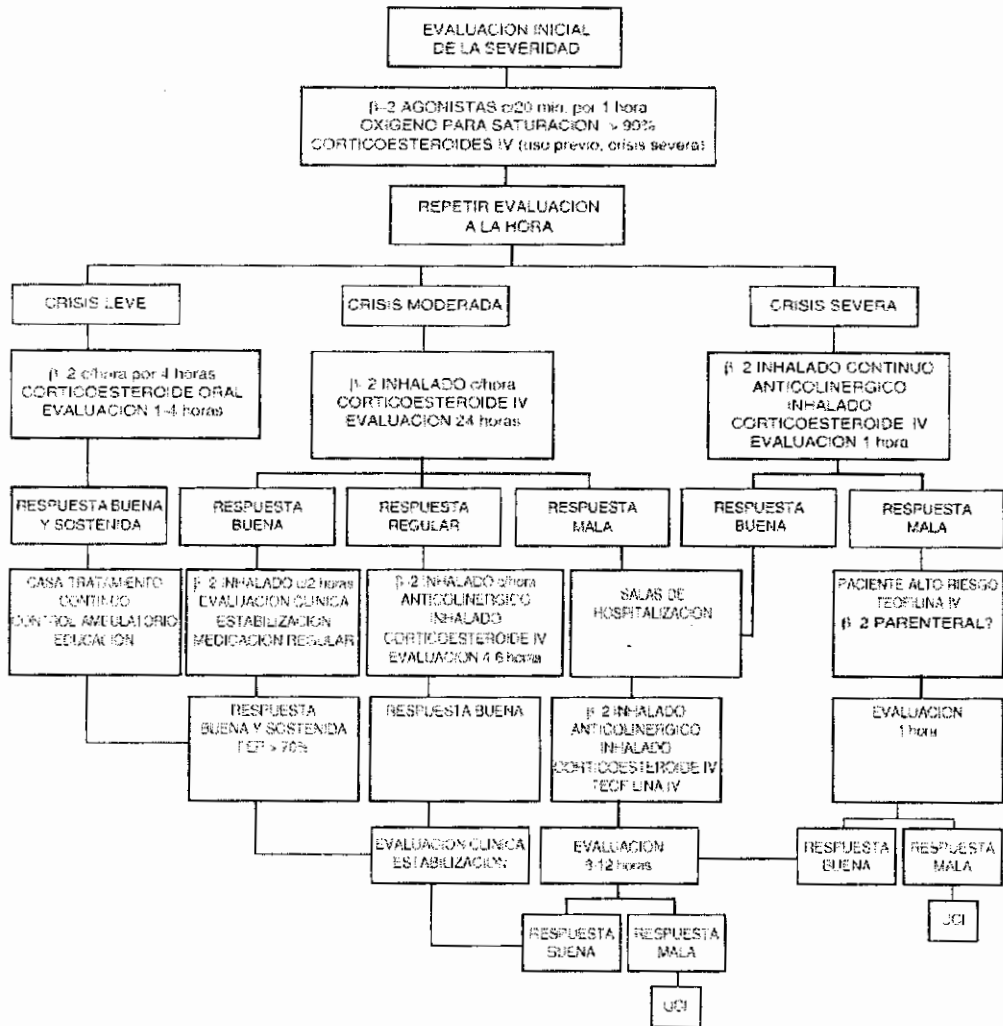 EVALUACION INICIAL
DE LA SEVERIDAD
β-2 AGONISTAS c/20 min. por 1 hora
OXIGENO PARA SATURACION > 90%
CORTICOESTEROIDES IV (uso previo, crisis severa)
REPETIR EVALUACION
A LA HORA
CRISIS LEVE
CRISIS MODERADA
CRISIS SEVERA
β-2 c/hora por 4 horas
CORTICOESTEROIDE ORAL
EVALUACION 1-4 horas
β-2 INHALADO c/hora
CORTICOESTEROIDE IV
EVALUACION 24 horas
β-2 INHALADO CONTINUO
ANTICOLINERGICO
INHALADO
CORTICOESTEROIDE IV
EVALUACION 1 hora
RESPUESTA BUENA
Y SOSTENIDA
RESPUESTA
BUENA
RESPUESTA
REGULAR
RESPUESTA
MALA
RESPUESTA
BUENA
RESPUESTA
MALA
CASA TRATAMIENTO
CONTINUO
CONTROL AMBULATORIO
EDUCACION
β-2 INHALADO c/2 horas
EVALUACION CLINICA
ESTABILIZACION
MEDICACION REGULAR
β-2 INHALADO c/hora
ANTICOLINERGICO
INHALADO
CORTICOESTEROIDE IV
EVALUACION 4-6 horas
SALAS DE
HOSPITALIZACION
PACIENTE ALTO RIESGO
TEOFILINA IV
β-2 PARENTERAL?
RESPUESTA
BUENA Y SOSTENIDA
> 70%
RESPUESTA BUENA
β-2 INHALADO
ANTICOLINERGICO
INHALADO
CORTICOESTEROIDE IV
TEOFILINA IV
EVALUACION
1 hora
EVALUACION CLINICA
ESTABILIZACION
EVALUACION
horas
RESPUESTA
BUENA
RESPUESTA
MALA
RESPUESTA
BUENA
RESPUESTA
MALA
UCI
UCI